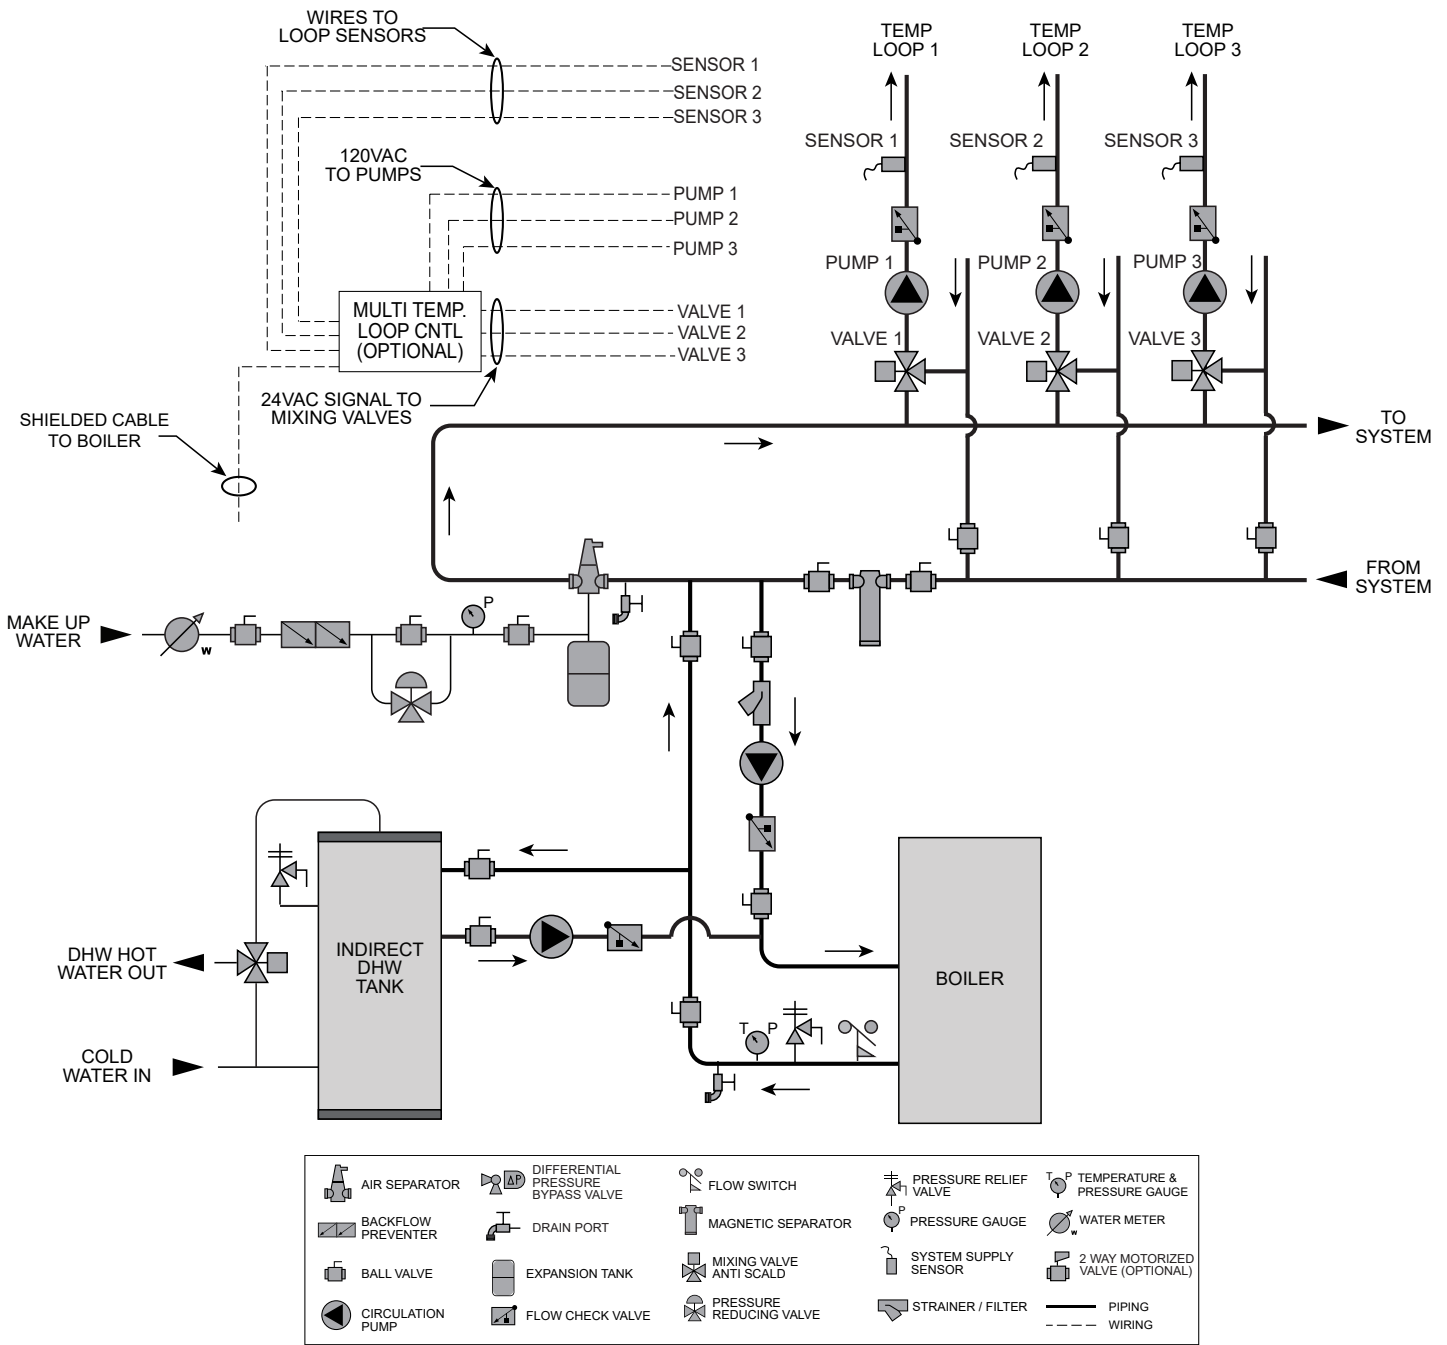 WIRES TO
LOOP SENSORS
SENSOR 1
SENSOR 2
SENSOR 3
120VAC
TO PUMPS
PUMP 1
PUMP 2
PUMP 3
MULTI TEMP.
LOOP CNTL
(OPTIONAL)
VALVE 1
VALVE 2
VALVE 3
24VAC SIGNAL TO
MIXING VALVES
SHIELDED CABLE
TO BOILER
TEMP
LOOP 1
TEMP
LOOP 2
TEMP
LOOP 3
SENSOR 1
SENSOR 2
SENSOR 3
PUMP 1
PUMP 2
PUMP 3
VALVE 1
VALVE 2
VALVE 3
TO
SYSTEM
FROM
SYSTEM
MAKE UP
WATER
W
P
INDIRECT
DHW
TANK
DHW HOT
WATER OUT
COLD
WATER IN
BOILER
T P
AIR SEPARATOR
BACKFLOW
PREVENTER
BALL VALVE
CIRCULATION
PUMP
ΔP
DIFFERENTIAL
PRESSURE
BYPASS VALVE
DRAIN PORT
EXPANSION TANK
FLOW CHECK VALVE
FLOW SWITCH
MAGNETIC SEPARATOR
MIXING VALVE
ANTI SCALD
PRESSURE
REDUCING VALVE
PRESSURE RELIEF
VALVE
P
PRESSURE GAUGE
SYSTEM SUPPLY
SENSOR
STRAINER / FILTER
T P
TEMPERATURE &
PRESSURE GAUGE
W
WATER METER
2 WAY MOTORIZED
VALVE (OPTIONAL)
PIPING
WIRING